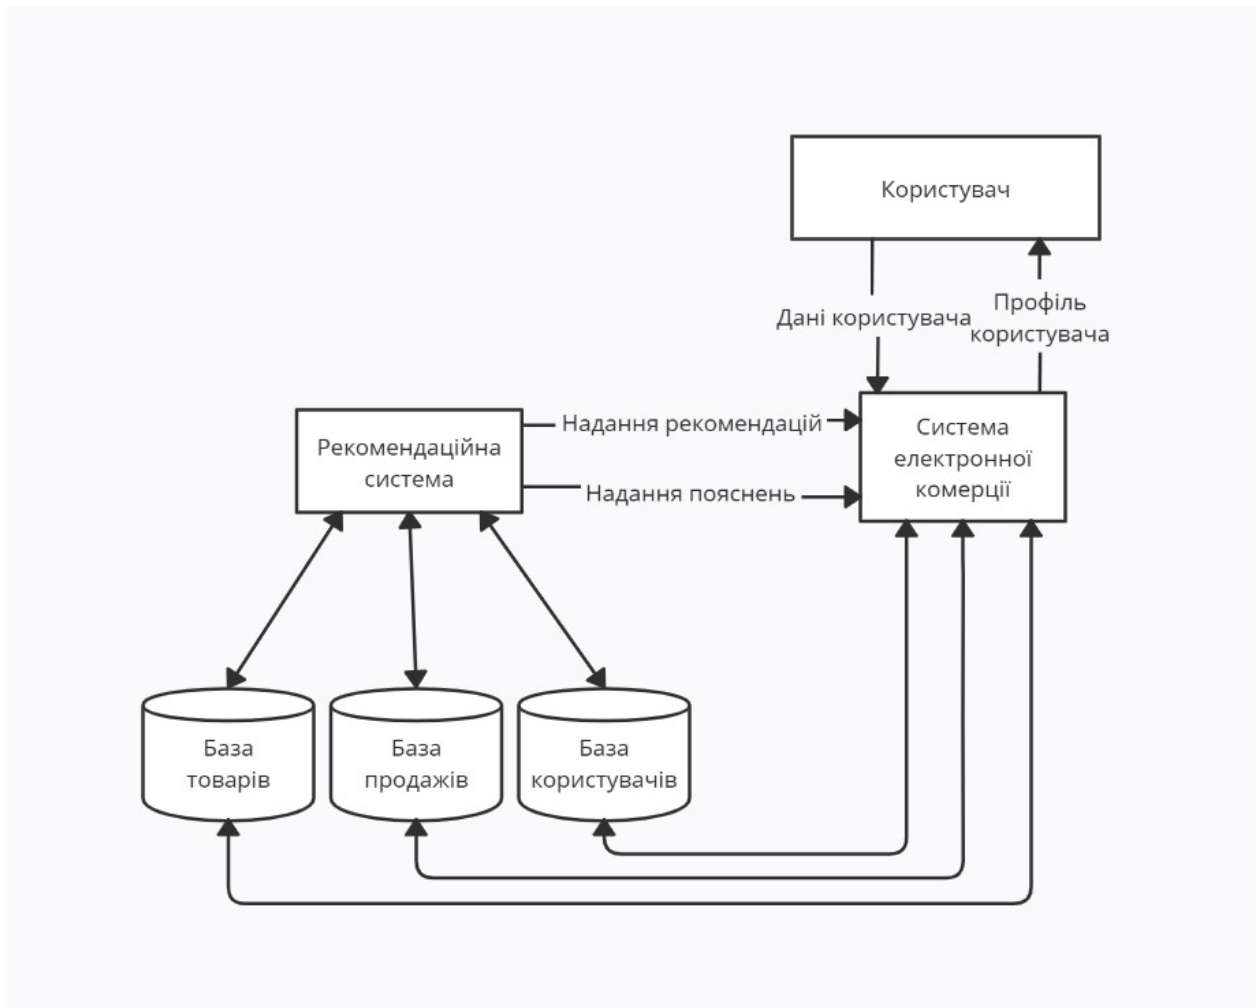 Користувач
Дані користувача
Профіль
користувача
Рекомендаційна
система
Надання рекомендацій
Надання пояснень
Система
електронної
комерції
База
товарів
База
продажів
База
користувачів